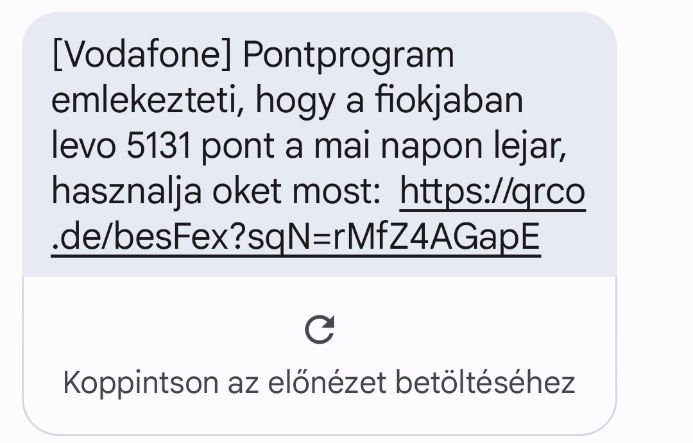 [Vodafone] Pontprogram
emlekezteti, hogy a fiokjaban
levo 5131 pont a mai napon lejar,
hasznalja oket most:  https://qrco
.de/besFex?sqN=rMfZ4AGapE
Koppintson az előnézet betöltéséhez